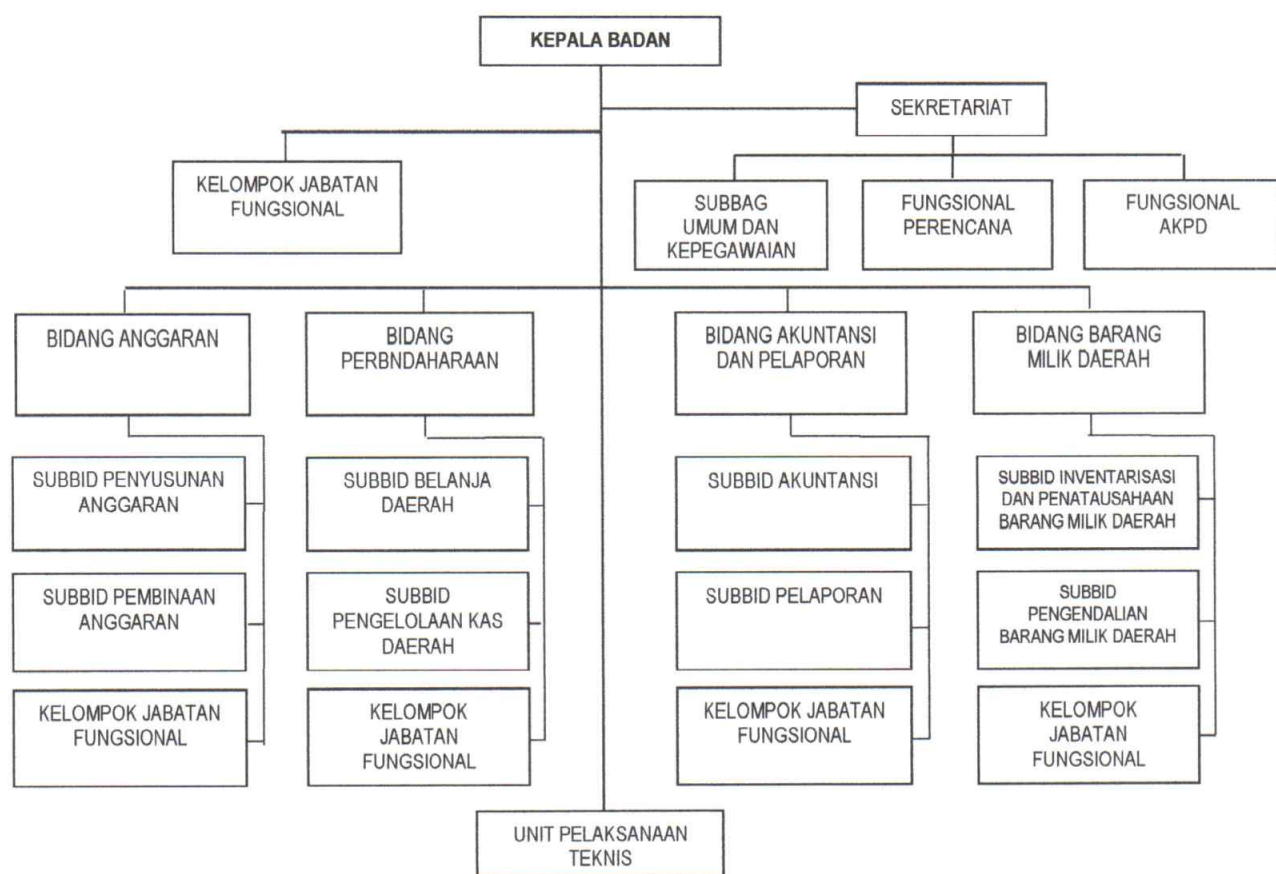 KEPALA BADAN
SEKRETARIAT
KELOMPOK JABATAN
FUNGSIONAL
SUBBAG
UMUM DAN
KEPEGAWAIAN
FUNGSIONAL
PERENCANA
FUNGSIONAL
AKPD
BIDANG ANGGARAN
BIDANG
PERBNDAHARAAN
BIDANG AKUNTANSI
DAN PELAPORAN
BIDANG BARANG
MILIK DAERAH
SUBBID PENYUSUNAN
ANGGARAN
SUBBID BELANJA
DAERAH
SUBBID AKUNTANSI
SUBBID INVENTARISASI
DAN PENATAUSAHAAN
BARANG MILIK DAERAH
SUBBID PEMBINAAN
ANGGARAN
SUBBID
PENGELOLAAN KAS
DAERAH
SUBBID PELAPORAN
SUBBID
PENGENDALIAN
BARANG MILIK DAERAH
KELOMPOK JABATAN
FUNGSIONAL
KELOMPOK
JABATAN
FUNGSIONAL
KELOMPOK JABATAN
FUNGSIONAL
KELOMPOK
JABATAN
FUNGSIONAL
UNIT PELAKSANAAN
TEKNIS